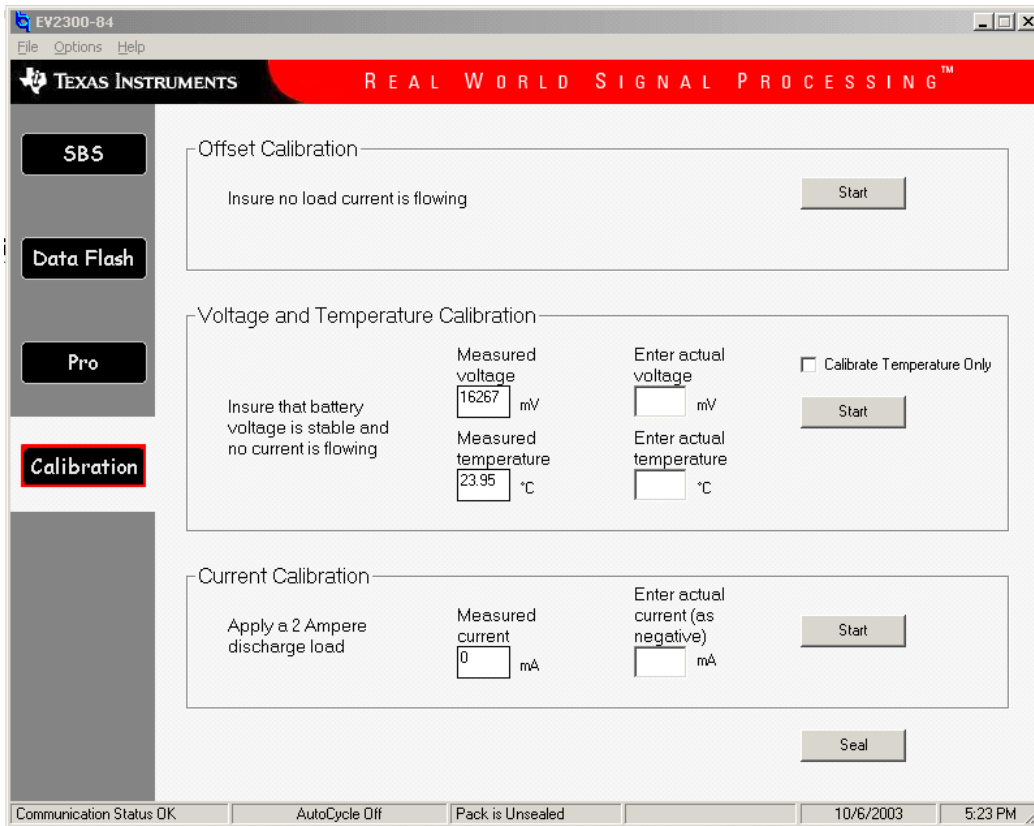 EV2300-84
File Options Help
TEXAS INSTRUMENTS
REAL WORLD SIGNAL PROCESSING™
SBS
Data Flash
Pro
Calibration
Offset Calibration
Insure no load current is flowing
Start
Voltage and Temperature Calibration
Insure that battery
voltage is stable and
no current is flowing
Measured
voltage
16267 mV
Measured
temperature
23.95 °C
Enter actual
voltage
mV
Enter actual
temperature
°C
Calibrate Temperature Only
Start
Current Calibration
Apply a 2 Ampere
discharge load
Measured
current
0 mA
Enter actual
current (as
negative)
mA
Start
Seal
Communication Status OK
AutoCycle Off
Pack is Unsealed
10/6/2003
5:23 PM